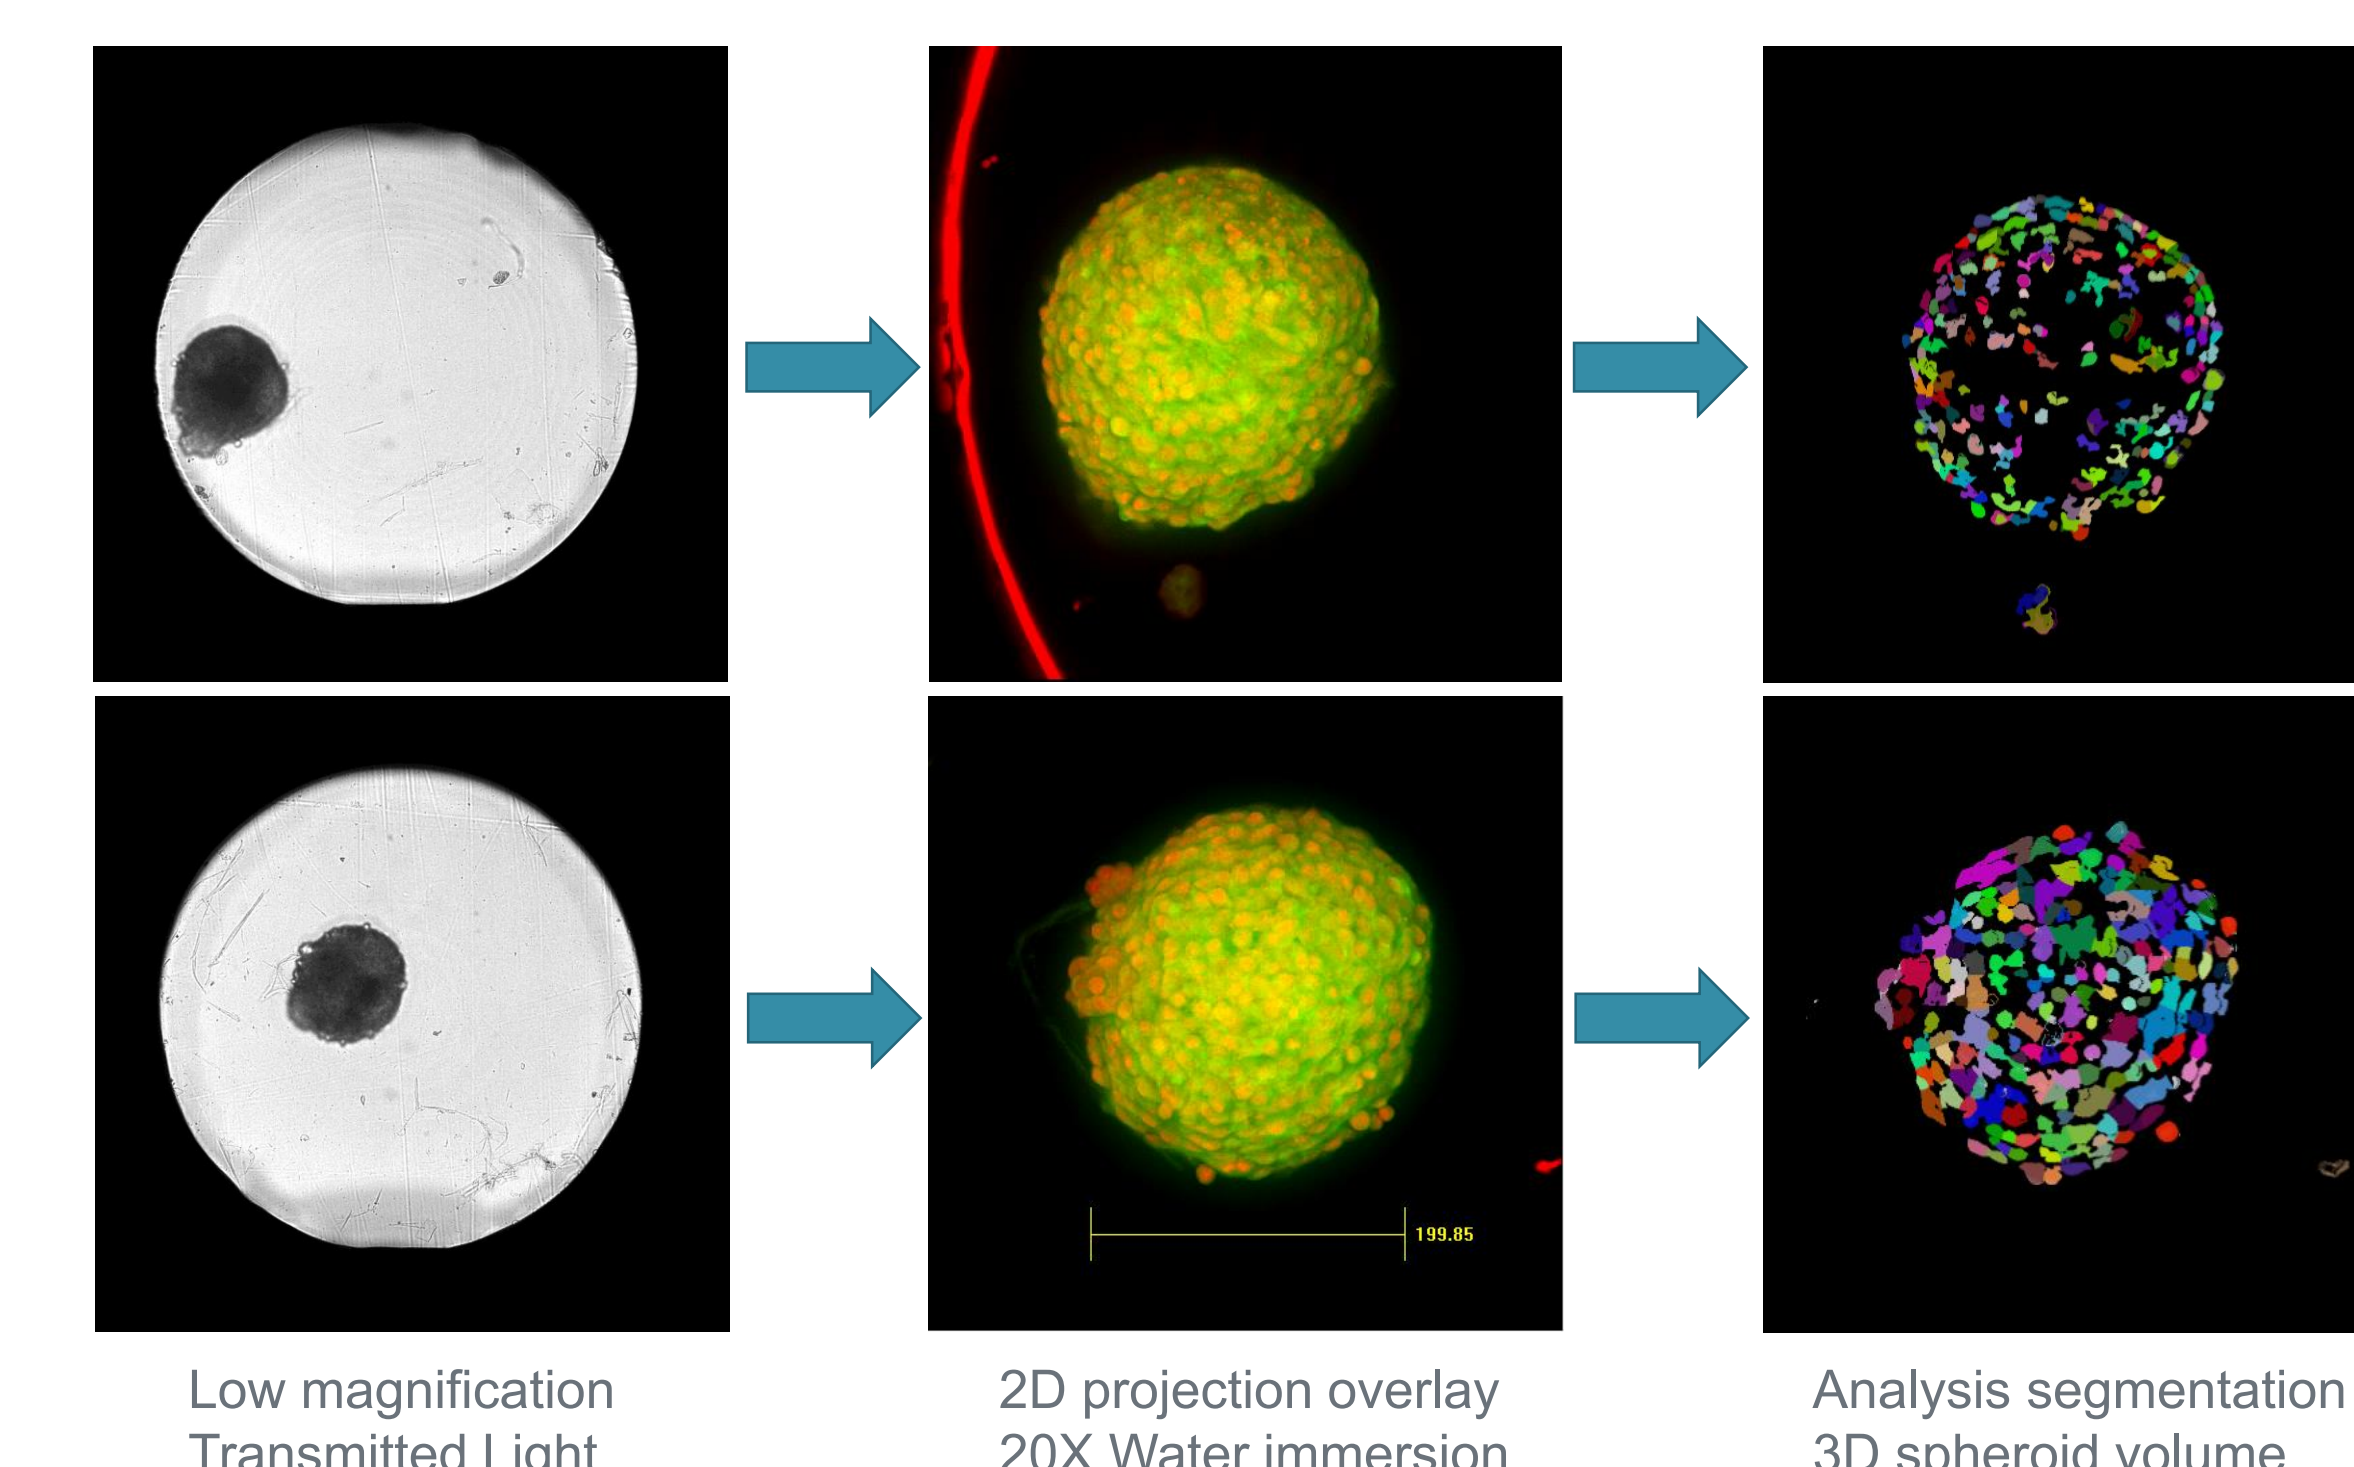 199.85
Low magnification
Transmitted Light
2D projection overlay
20X Water immersion
Analysis segmentation
3D spheroid volume